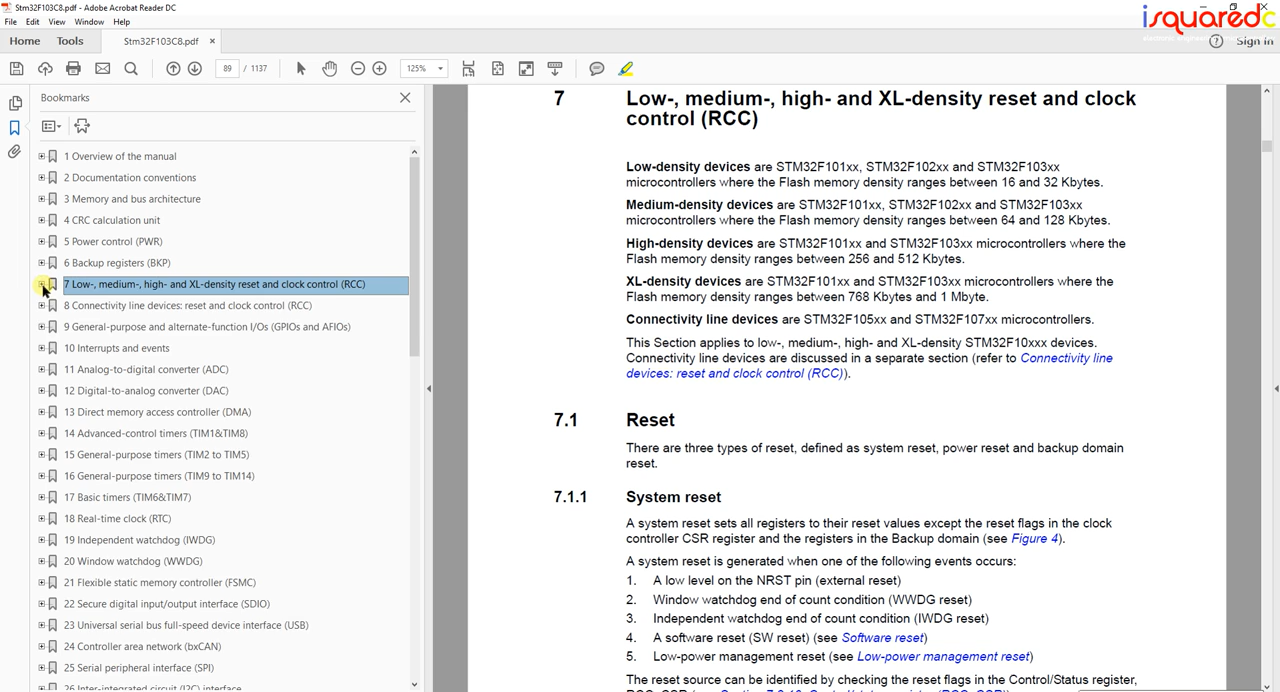 Stm32F103C8.pdf - Adobe Acrobat Reader DC
isquaredc
File Edit View Window Help
Home Tools Stm32F103C8.pdf × Sign In
89 / 1137 125%
Bookmarks
1 Overview of the manual
2 Documentation conventions
3 Memory and bus architecture
4 CRC calculation unit
5 Power control (PWR)
6 Backup registers (BKP)
7 Low-, medium-, high- and XL-density reset and clock control (RCC)
8 Connectivity line devices: reset and clock control (RCC)
9 General-purpose and alternate-function I/Os (GPIOs and AFIOs)
10 Interrupts and events
11 Analog-to-digital converter (ADC)
12 Digital-to-analog converter (DAC)
13 Direct memory access controller (DMA)
14 Advanced-control timers (TIM1&TIM8)
15 General-purpose timers (TIM2 to TIM5)
16 General-purpose timers (TIM9 to TIM14)
17 Basic timers (TIM6&TIM7)
18 Real-time clock (RTC)
19 Independent watchdog (IWDG)
20 Window watchdog (WWDG)
21 Flexible static memory controller (FSMC)
22 Secure digital input/output interface (SDIO)
23 Universal serial bus full-speed device interface (USB)
24 Controller area network (bxCAN)
25 Serial peripheral interface (SPI)
26 Inter-integrated circuit (I2C) interface
7 Low-, medium-, high- and XL-density reset and clock
control (RCC)
Low-density devices are STM32F101xx, STM32F102xx and STM32F103xx
microcontrollers where the Flash memory density ranges between 16 and 32 Kbytes.
Medium-density devices are STM32F101xx, STM32F102xx and STM32F103xx
microcontrollers where the Flash memory density ranges between 64 and 128 Kbytes.
High-density devices are STM32F101xx and STM32F103xx microcontrollers where the
Flash memory density ranges between 256 and 512 Kbytes.
XL-density devices are STM32F101xx and STM32F103xx microcontrollers where the
Flash memory density ranges between 768 Kbytes and 1 Mbyte.
Connectivity line devices are STM32F105xx and STM32F107xx microcontrollers.
This Section applies to low-, medium-, high- and XL-density STM32F10xxx devices.
Connectivity line devices are discussed in a separate section (refer to Connectivity line
devices: reset and clock control (RCC)).
7.1 Reset
There are three types of reset, defined as system reset, power reset and backup domain
reset.
7.1.1 System reset
A system reset sets all registers to their reset values except the reset flags in the clock
controller CSR register and the registers in the Backup domain (see Figure 4).
A system reset is generated when one of the following events occurs:
1. A low level on the NRST pin (external reset)
2. Window watchdog end of count condition (WWDG reset)
3. Independent watchdog end of count condition (IWDG reset)
4. A software reset (SW reset) (see Software reset)
5. Low-power management reset (see Low-power management reset)
The reset source can be identified by checking the reset flags in the Control/Status register,